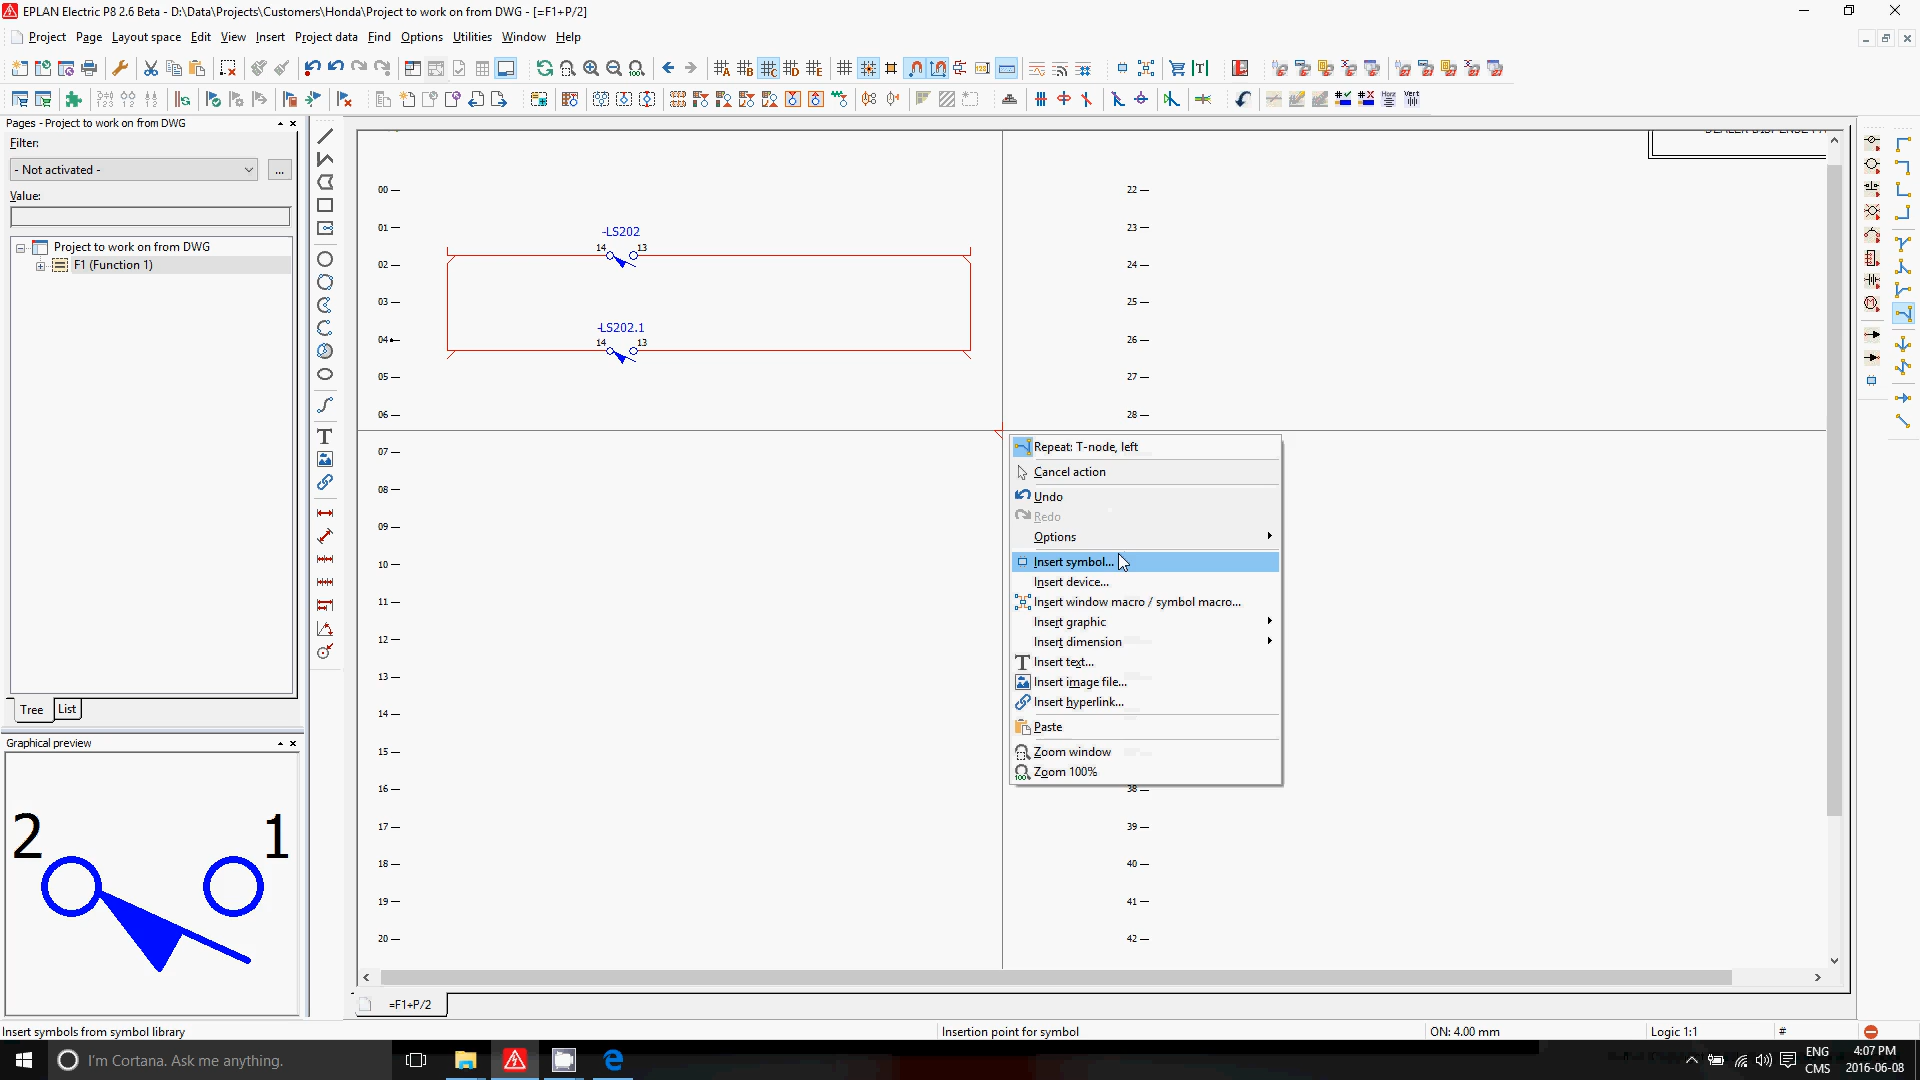 EPLAN Electric P8 2.6 Beta - D:\Data\Projects\Customers\Honda\Project to work on from DWG - [=F1+P/2]
Project Page Layout space Edit View Insert Project data Find Options Utilities Window Help
Pages - Project to work on from DWG
Filter:
- Not activated -
...
Value:
Project to work on from DWG
F1 (Function 1)
Tree
List
Graphical preview
2
1
00
01
02
03
04
05
06
07
08
09
10
11
12
13
14
15
16
17
18
19
20
-LS202
14 13
-LS202.1
14 13
22
23
24
25
26
27
28
38
39
40
41
42
Repeat: T-node, left
Cancel action
Undo
Redo
Options
Insert symbol...
Insert device...
Insert window macro / symbol macro...
Insert graphic
Insert dimension
Insert text...
Insert image file...
Insert hyperlink...
Paste
Zoom window
Zoom 100%
=F1+P/2
Insert symbols from symbol library
Insertion point for symbol
ON: 4.00 mm
Logic 1:1
#
I'm Cortana. Ask me anything.
ENG
CMS
4:07 PM
2016-06-08